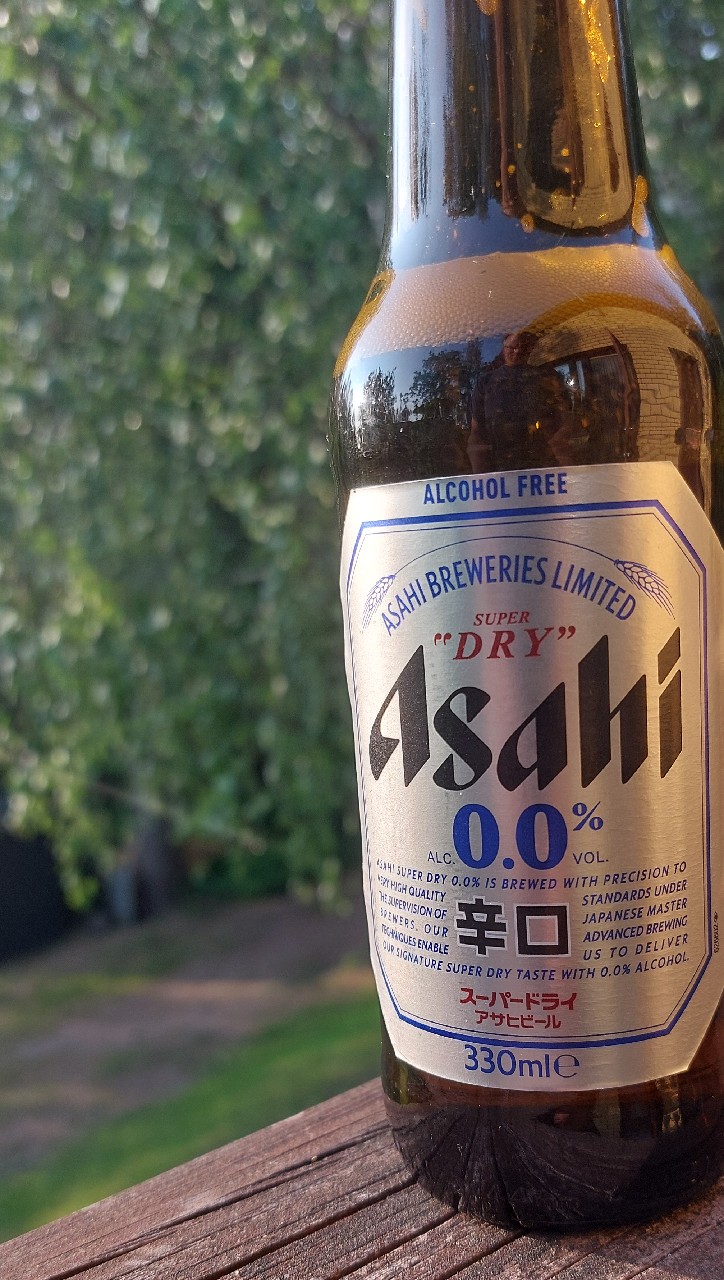 ALCOHOL FREE
ASAHI BREWERIES LIMITED
SUPER
"DRY"
Asahi
ALC. 0.0% VOL.
ASAHI SUPER DRY 0.0% IS BREWED WITH PRECISION TO
VERY HIGH QUALITY STANDARDS UNDER
THE SUPERVISION OF JAPANESE MASTER
BREWERS. OUR ADVANCED BREWING
TECHNIQUES ENABLE US TO DELIVER
辛口
OUR SIGNATURE SUPER DRY TASTE WITH 0.0% ALCOHOL.
スーパードライ
アサヒビール
330ml℮